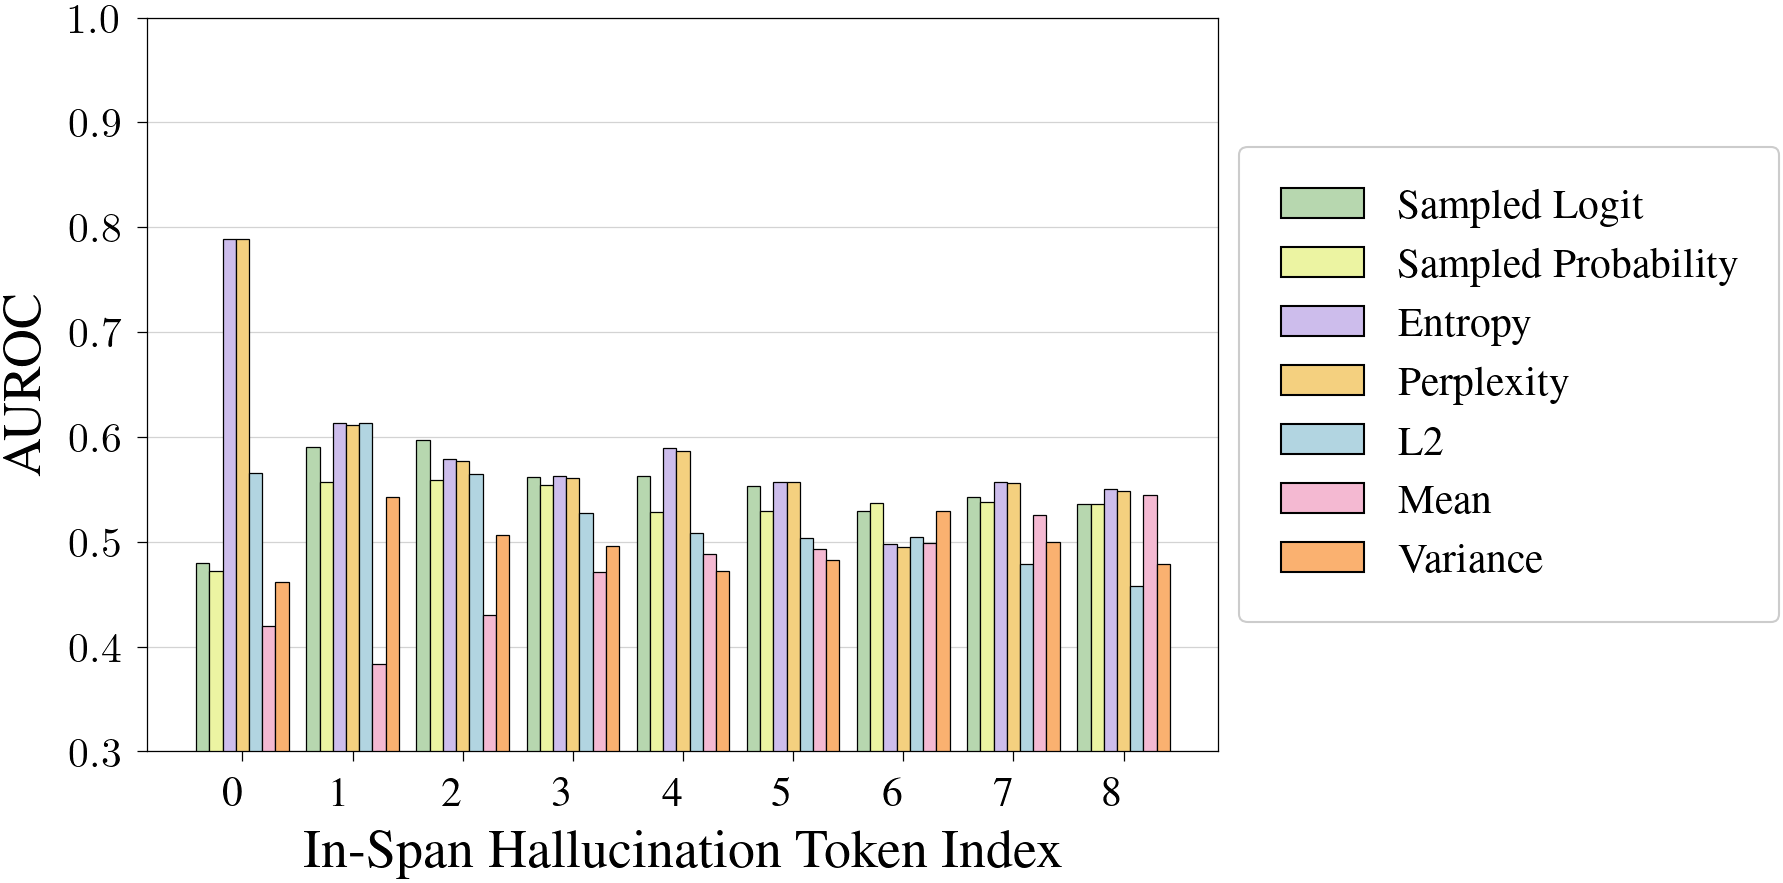 1.0
0.9
0.8
0.7
0.6
0.5
0.4
0.3
AUROC
0 1 2 3 4 5 6 7 8
In-Span Hallucination Token Index
Sampled Logit
Sampled Probability
Entropy
Perplexity
L2
Mean
Variance